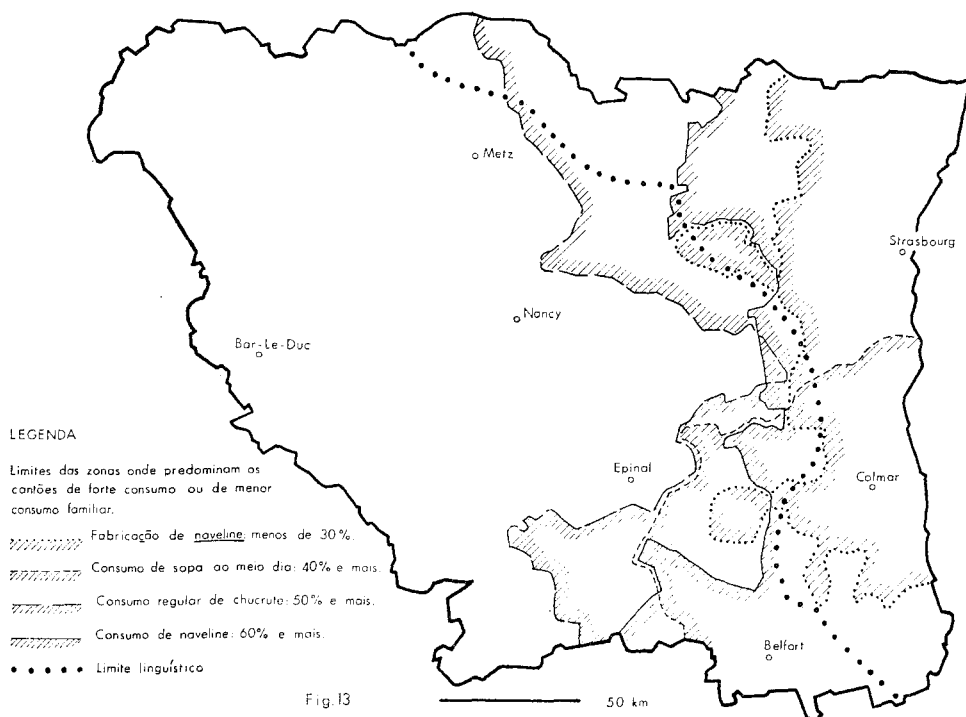 Metz
Strasbourg
Nancy
Bar-Le-Duc
Epinal
Colmar
Belfort
LEGENDA
Limites das zonas onde predominam os
cantões de forte consumo ou de menor
consumo familiar.
Fabricação de naveline: menos de 30%.
Consumo de sopa ao meio dia: 40% e mais.
Consumo regular de chucrute: 50% e mais.
Consumo de naveline: 60% e mais.
Limite linguístico
Fig.13
50 km